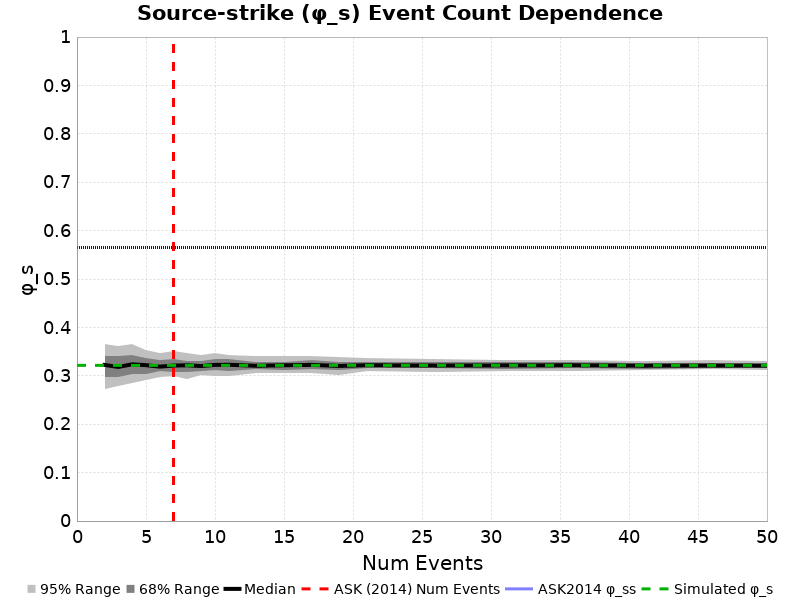 Source-strike (φ_s) Event Count Dependence
1
0.9
0.8
0.7
0.6
0.5
0.4
0.3
0.2
0.1
0
φ_s
0 5 10 15 20 25 30 35 40 45 50
Num Events
95% Range 68% Range Median ASK (2014) Num Events ASK2014 φ_ss Simulated φ_s